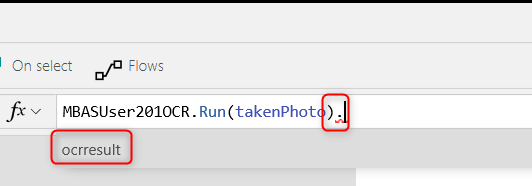 On select Flows
fx MBASUser201OCR.Run(takenPhoto).
ocrresult